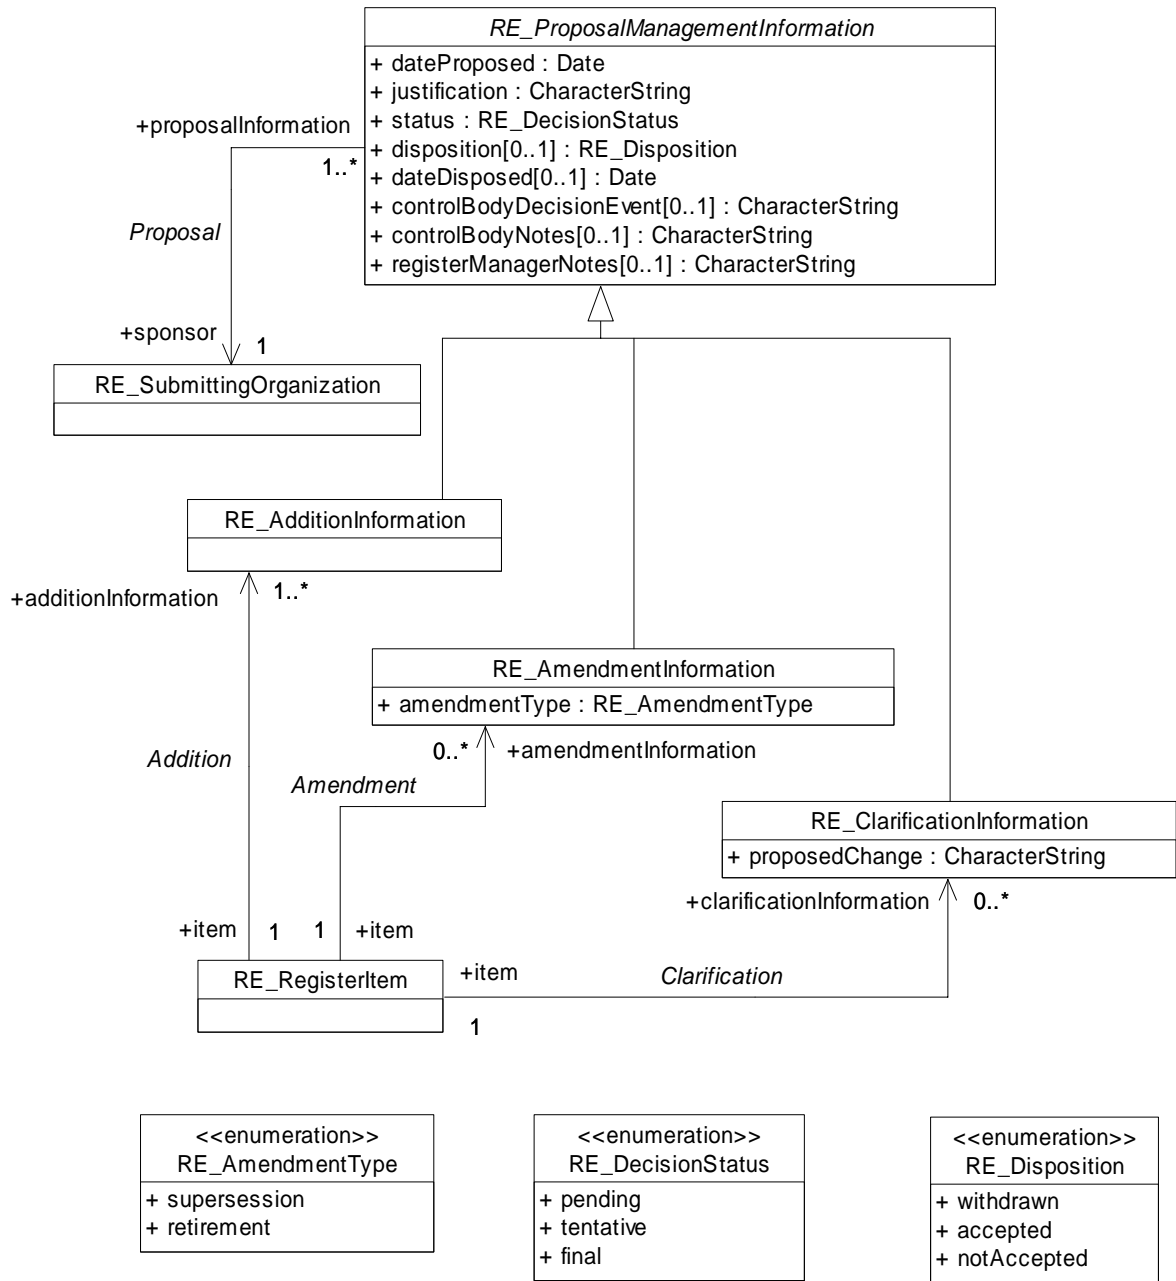 RE_ProposalManagementInformation
+ dateProposed : Date
+ justification : CharacterString
+ status : RE_DecisionStatus
+ disposition[0..1] : RE_Disposition
+ dateDisposed[0..1] : Date
+ controlBodyDecisionEvent[0..1] : CharacterString
+ controlBodyNotes[0..1] : CharacterString
+ registerManagerNotes[0..1] : CharacterString
+proposalInformation
1..*
Proposal
+sponsor
1
RE_SubmittingOrganization
RE_AdditionInformation
+additionInformation
1..*
RE_AmendmentInformation
+ amendmentType : RE_AmendmentType
0..*
+amendmentInformation
Addition
Amendment
RE_ClarificationInformation
+ proposedChange : CharacterString
+clarificationInformation
0..*
+item
1
1
+item
RE_RegisterItem
+item
Clarification
1
<<enumeration>>
RE_AmendmentType
+ supersession
+ retirement
<<enumeration>>
RE_DecisionStatus
+ pending
+ tentative
+ final
<<enumeration>>
RE_Disposition
+ withdrawn
+ accepted
+ notAccepted